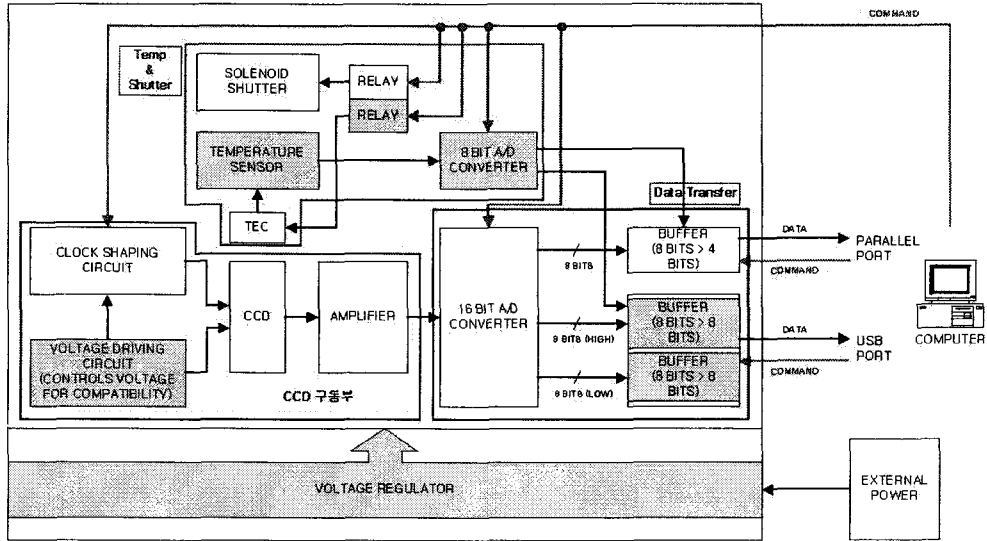 COMMAND
Temp
&
Shutter
SOLENOID
SHUTTER
RELAY
RELAY
TEMPERATURE
SENSOR
8 BIT A/D
CONVERTER
TEC
Data Transfer
CLOCK SHAPING
CIRCUIT
CCD
AMPLIFIER
16 BIT A/D
CONVERTER
8 BITS
BUFFER
(8 BITS > 4
BITS)
DATA
COMMAND
PARALLEL
PORT
VOLTAGE DRIVING
CIRCUIT
(CONTROLS VOLTAGE
FOR COMPATIBILITY)
8 BITS (HIGH)
BUFFER
(8 BITS > 8
BITS)
DATA
USB
PORT
COMPUTER
8 BITS (LOW)
BUFFER
(8 BITS > 8
BITS)
COMMAND
CCD 구동부
VOLTAGE REGULATOR
EXTERNAL
POWER